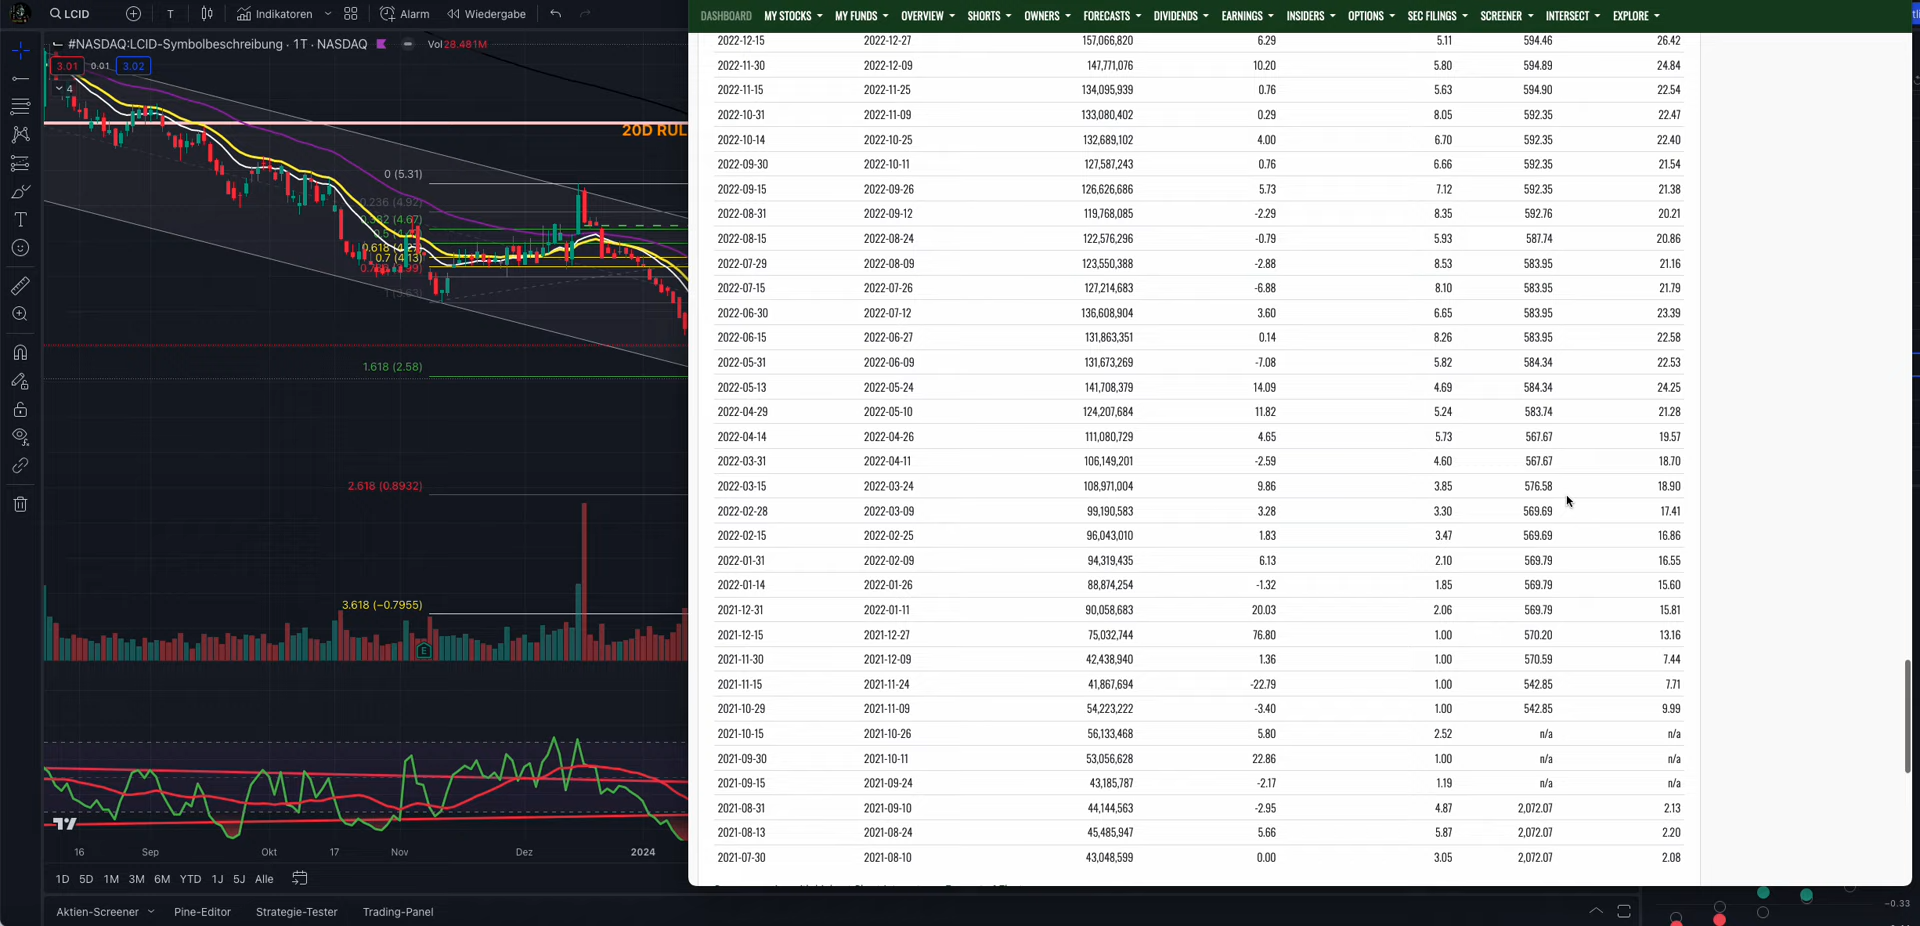 LCID
T
Indikatoren
Alarm
Wiedergabe
#NASDAQ:LCID-Symbolbeschreibung · 1T · NASDAQ
Vol 28.481M
3.01 0.01 3.02
4
20D RUL
0 (5.31)
0.236 (4.92)
0.382 (4.67)
0.618
0.7 (4.13)
1.618 (2.58)
2.618 (0.8932)
3.618 (−0.7955)
E
16 Sep Okt 17 Nov Dez 2024
1D 5D 1M 3M 6M YTD 1J 5J Alle
Aktien-Screener Pine-Editor Strategie-Tester Trading-Panel
DASHBOARD MY STOCKS MY FUNDS OVERVIEW SHORTS OWNERS FORECASTS DIVIDENDS EARNINGS INSIDERS OPTIONS SEC FILINGS SCREENER INTERSECT EXPLORE
2022-12-15 2022-12-27 157,066,820 6.29 5.11 594.46 26.42
2022-11-30 2022-12-09 147,771,076 10.20 5.80 594.89 24.84
2022-11-15 2022-11-25 134,095,939 0.76 5.63 594.90 22.54
2022-10-31 2022-11-09 133,080,402 0.29 8.05 592.35 22.47
2022-10-14 2022-10-25 132,689,102 4.00 6.70 592.35 22.40
2022-09-30 2022-10-11 127,587,243 0.76 6.66 592.35 21.54
2022-09-15 2022-09-26 126,626,686 5.73 7.12 592.35 21.38
2022-08-31 2022-09-12 119,768,085 -2.29 8.35 592.76 20.21
2022-08-15 2022-08-24 122,576,296 -0.79 5.93 587.74 20.86
2022-07-29 2022-08-09 123,550,388 -2.88 8.53 583.95 21.16
2022-07-15 2022-07-26 127,214,683 -6.88 8.10 583.95 21.79
2022-06-30 2022-07-12 136,608,904 3.60 6.65 583.95 23.39
2022-06-15 2022-06-27 131,863,351 0.14 8.26 583.95 22.58
2022-05-31 2022-06-09 131,673,269 -7.08 5.82 584.34 22.53
2022-05-13 2022-05-24 141,708,379 14.09 4.69 584.34 24.25
2022-04-29 2022-05-10 124,207,684 11.82 5.24 583.74 21.28
2022-04-14 2022-04-26 111,080,729 4.65 5.73 567.67 19.57
2022-03-31 2022-04-11 106,149,201 -2.59 4.60 567.67 18.70
2022-03-15 2022-03-24 108,971,004 9.86 3.85 576.58 18.90
2022-02-28 2022-03-09 99,190,583 3.28 3.30 569.69 17.41
2022-02-15 2022-02-25 96,043,010 1.83 3.47 569.69 16.86
2022-01-31 2022-02-09 94,319,435 6.13 2.10 569.79 16.55
2022-01-14 2022-01-26 88,874,254 -1.32 1.85 569.79 15.60
2021-12-31 2022-01-11 90,058,683 20.03 2.06 569.79 15.81
2021-12-15 2021-12-27 75,032,744 76.80 1.00 570.20 13.16
2021-11-30 2021-12-09 42,438,940 1.36 1.00 570.59 7.44
2021-11-15 2021-11-24 41,867,694 -22.79 1.00 542.85 7.71
2021-10-29 2021-11-09 54,223,222 -3.40 1.00 542.85 9.99
2021-10-15 2021-10-26 56,133,468 5.80 2.52 n/a n/a
2021-09-30 2021-10-11 53,056,628 22.86 1.00 n/a n/a
2021-09-15 2021-09-24 43,185,787 -2.17 1.19 n/a n/a
2021-08-31 2021-09-10 44,144,563 -2.95 4.87 2,072.07 2.13
2021-08-13 2021-08-24 45,485,947 5.66 5.87 2,072.07 2.20
2021-07-30 2021-08-10 43,048,599 0.00 3.05 2,072.07 2.08
−0.33